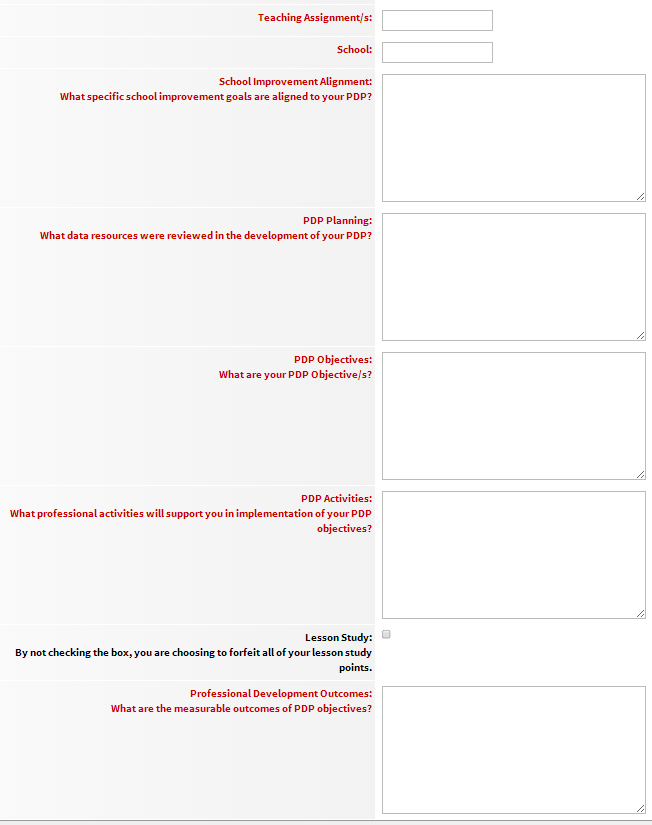 Teaching Assignment/s:
School:
School Improvement Alignment:
What specific school improvement goals are aligned to your PDP?
PDP Planning:
What data resources were reviewed in the development of your PDP?
PDP Objectives:
What are your PDP Objective/s?
PDP Activities:
What professional activities will support you in implementation of your PDP
objectives?
Lesson Study:
By not checking the box, you are choosing to forfeit all of your lesson study
points.
Professional Development Outcomes:
What are the measurable outcomes of PDP objectives?